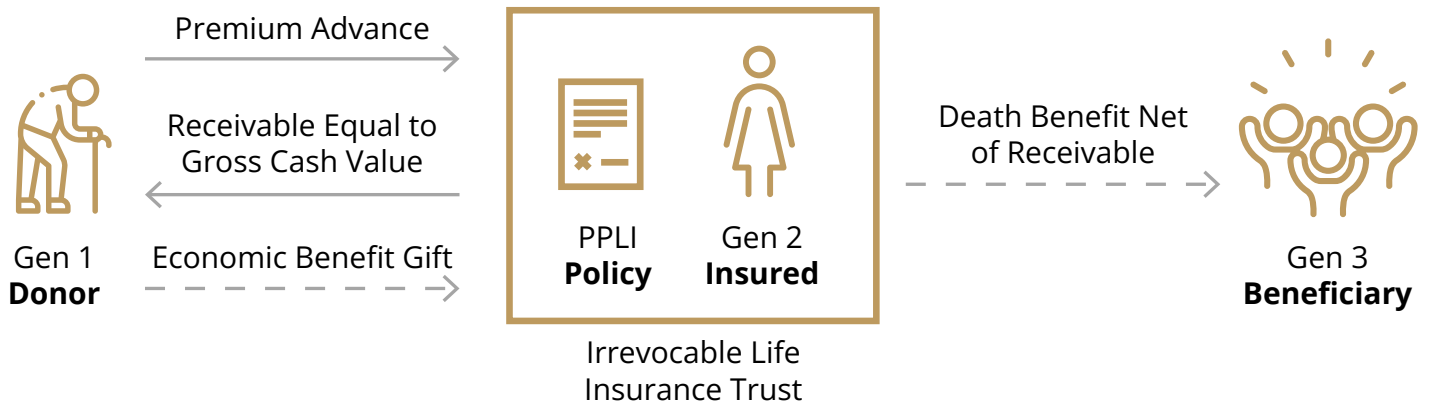 Premium Advance
Receivable Equal to
Gross Cash Value
Economic Benefit Gift
Gen 1
Donor
PPLI
Policy
Gen 2
Insured
Irrevocable Life
Insurance Trust
Death Benefit Net
of Receivable
Gen 3
Beneficiary